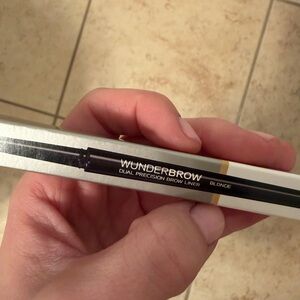 WUNDERBROW
DUAL PRECISION BROW LINER BLONDE